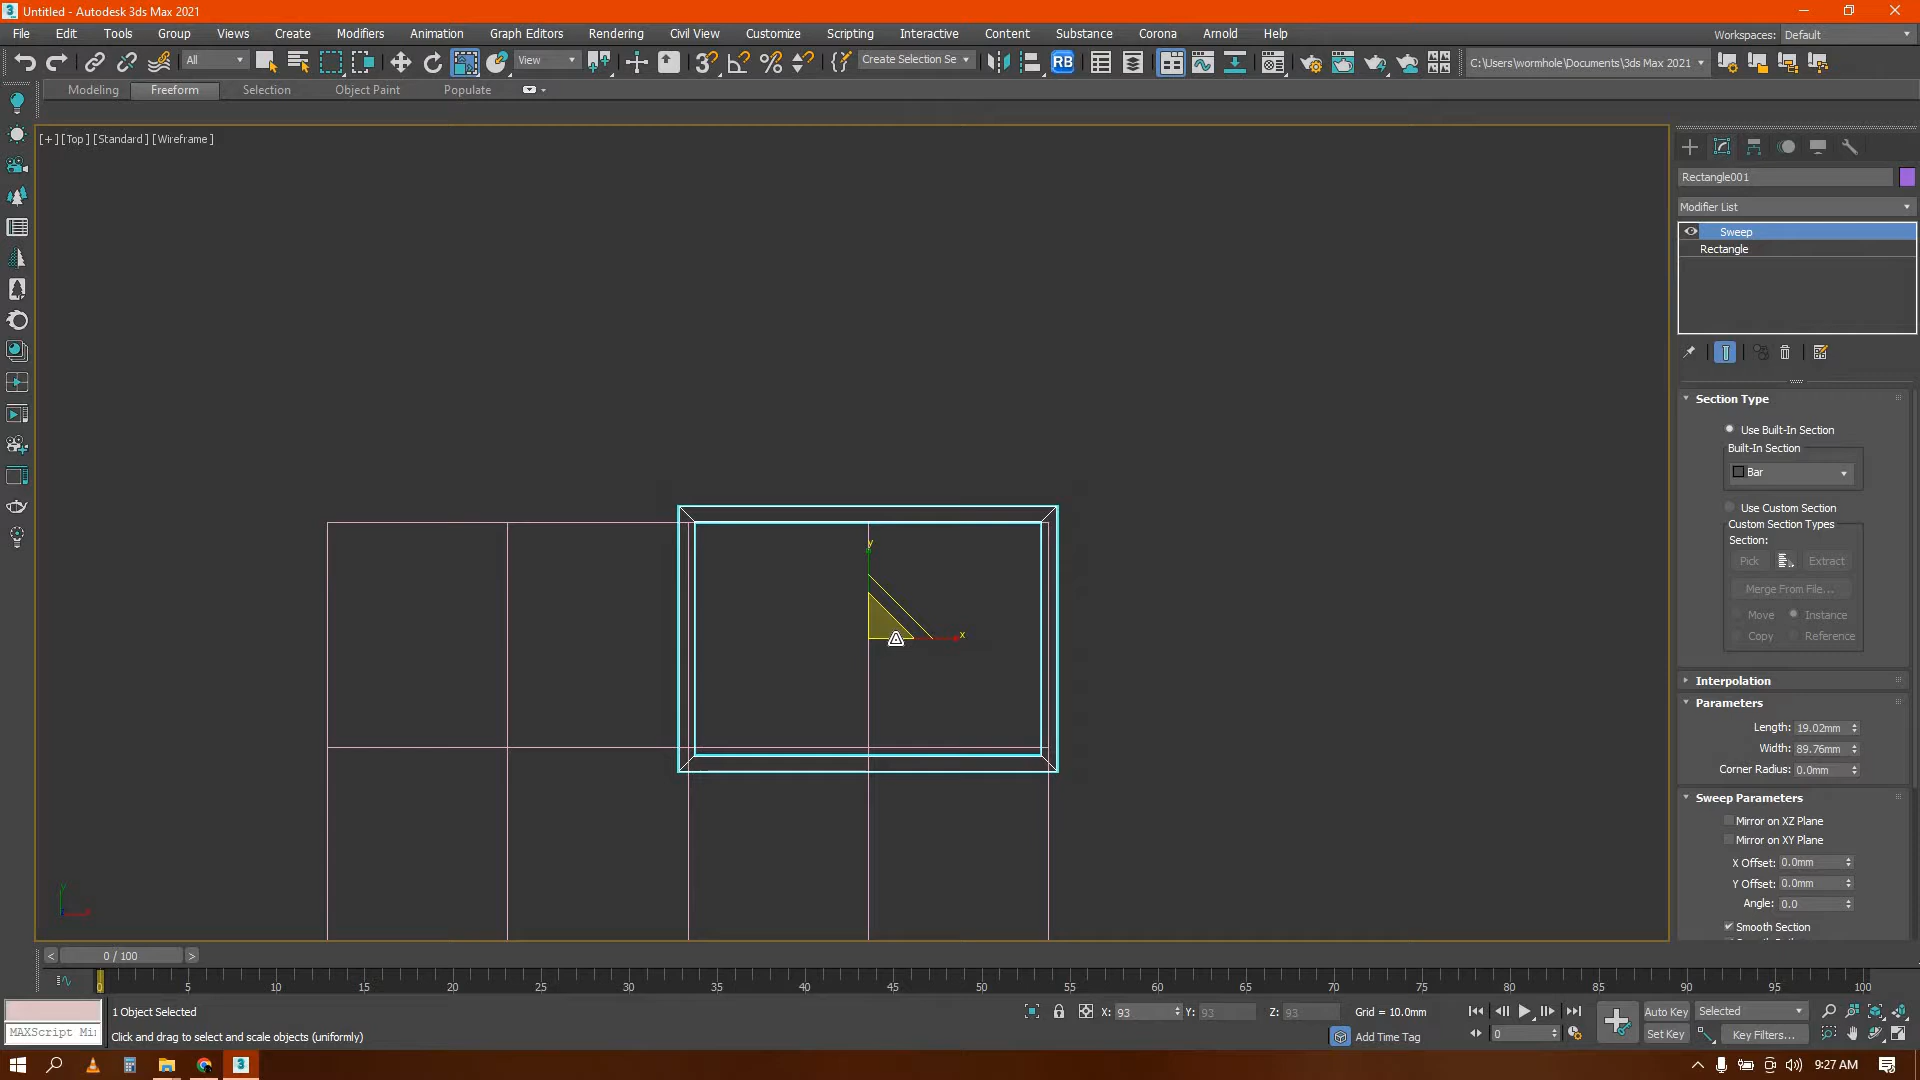 Untitled - Autodesk 3ds Max 2021
File Edit Tools Group Views Create Modifiers Animation Graph Editors Rendering Civil View Customize Scripting Interactive Content Substance Corona Arnold Help Workspaces: Default
All View Create Selection Se RB C:\Users\wormhole\Documents\3ds Max 2021
Modeling Freeform Selection Object Paint Populate
[+] [Top] [Standard] [Wireframe]
Rectangle001
Modifier List
Sweep
Rectangle
Section Type
Use Built-In Section
Built-In Section
Bar
Use Custom Section
Custom Section Types
Section:
Pick Extract
Merge From File...
Move Instance
Copy Reference
Interpolation
Parameters
Length: 19.02mm
Width: 89.76mm
Corner Radius: 0.0mm
Sweep Parameters
Mirror on XZ Plane
Mirror on XY Plane
X Offset: 0.0mm
Y Offset: 0.0mm
Angle: 0.0
Smooth Section
y
x
< 0 / 100 >
0 5 10 15 20 25 30 35 40 45 50 55 60 65 70 75 80 85 90 95 100
1 Object Selected X: 93 Y: 93 Z: 93 Grid = 10.0mm Auto Key Selected
MAXScript Mi Click and drag to select and scale objects (uniformly) Add Time Tag 0 Set Key Key Filters...
9:27 AM